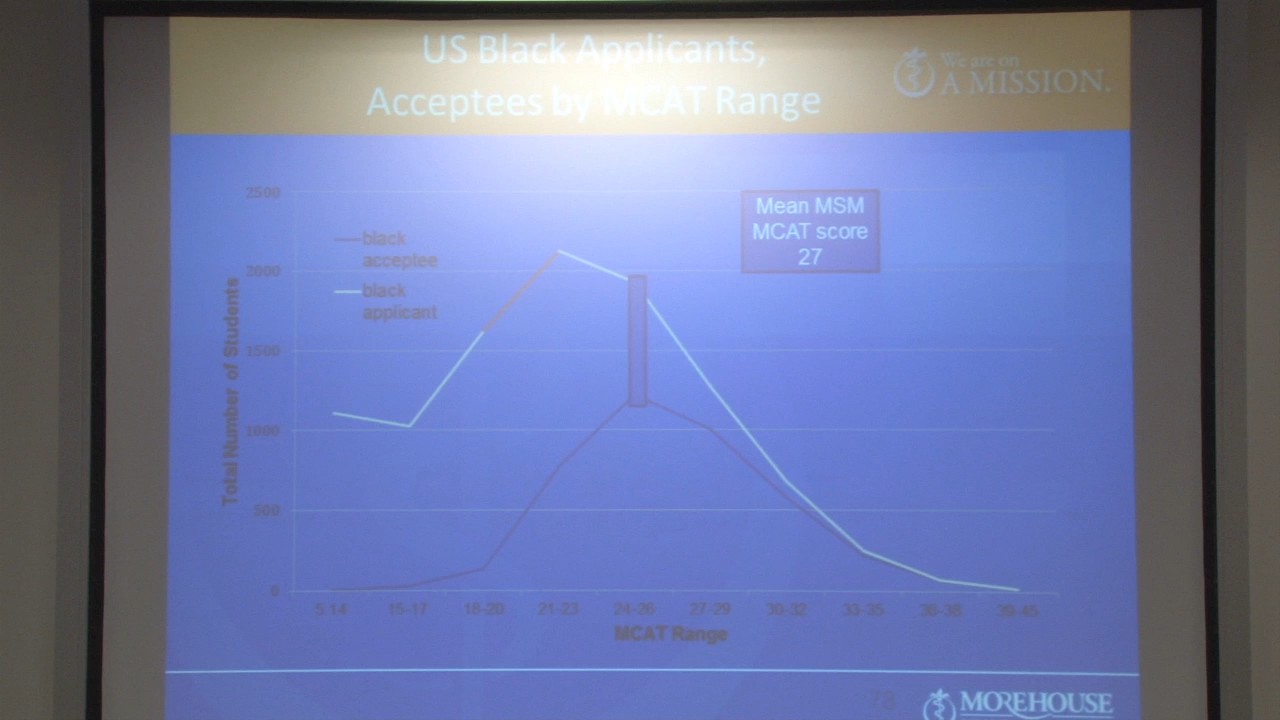 US Black Applicants,
Acceptees by MCAT Range
We are on
A MISSION.
2500
2000
1500
1000
500
0
Total Number of Students
black
acceptee
black
applicant
Mean MSM
MCAT score
27
5-14 15-17 18-20 21-23 24-26 27-29 30-32 33-35 36-38 39-45
MCAT Range
78
MOREHOUSE